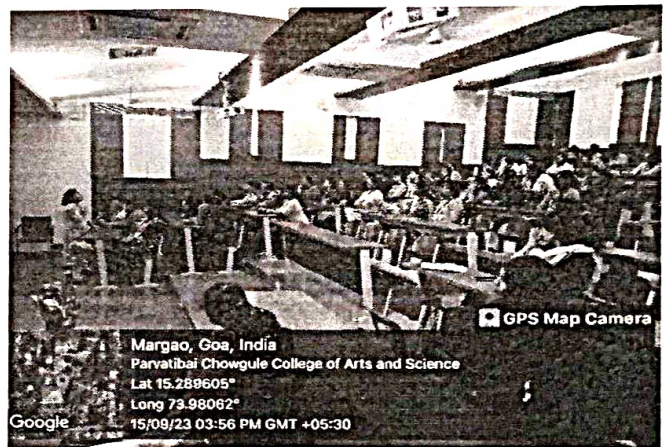 GPS Map Camera
Margao, Goa, India
Parvatibai Chowgule College of Arts and Science
Lat 15.289605°
Long 73.98062°
15/09/23 03:56 PM GMT +05:30
Google